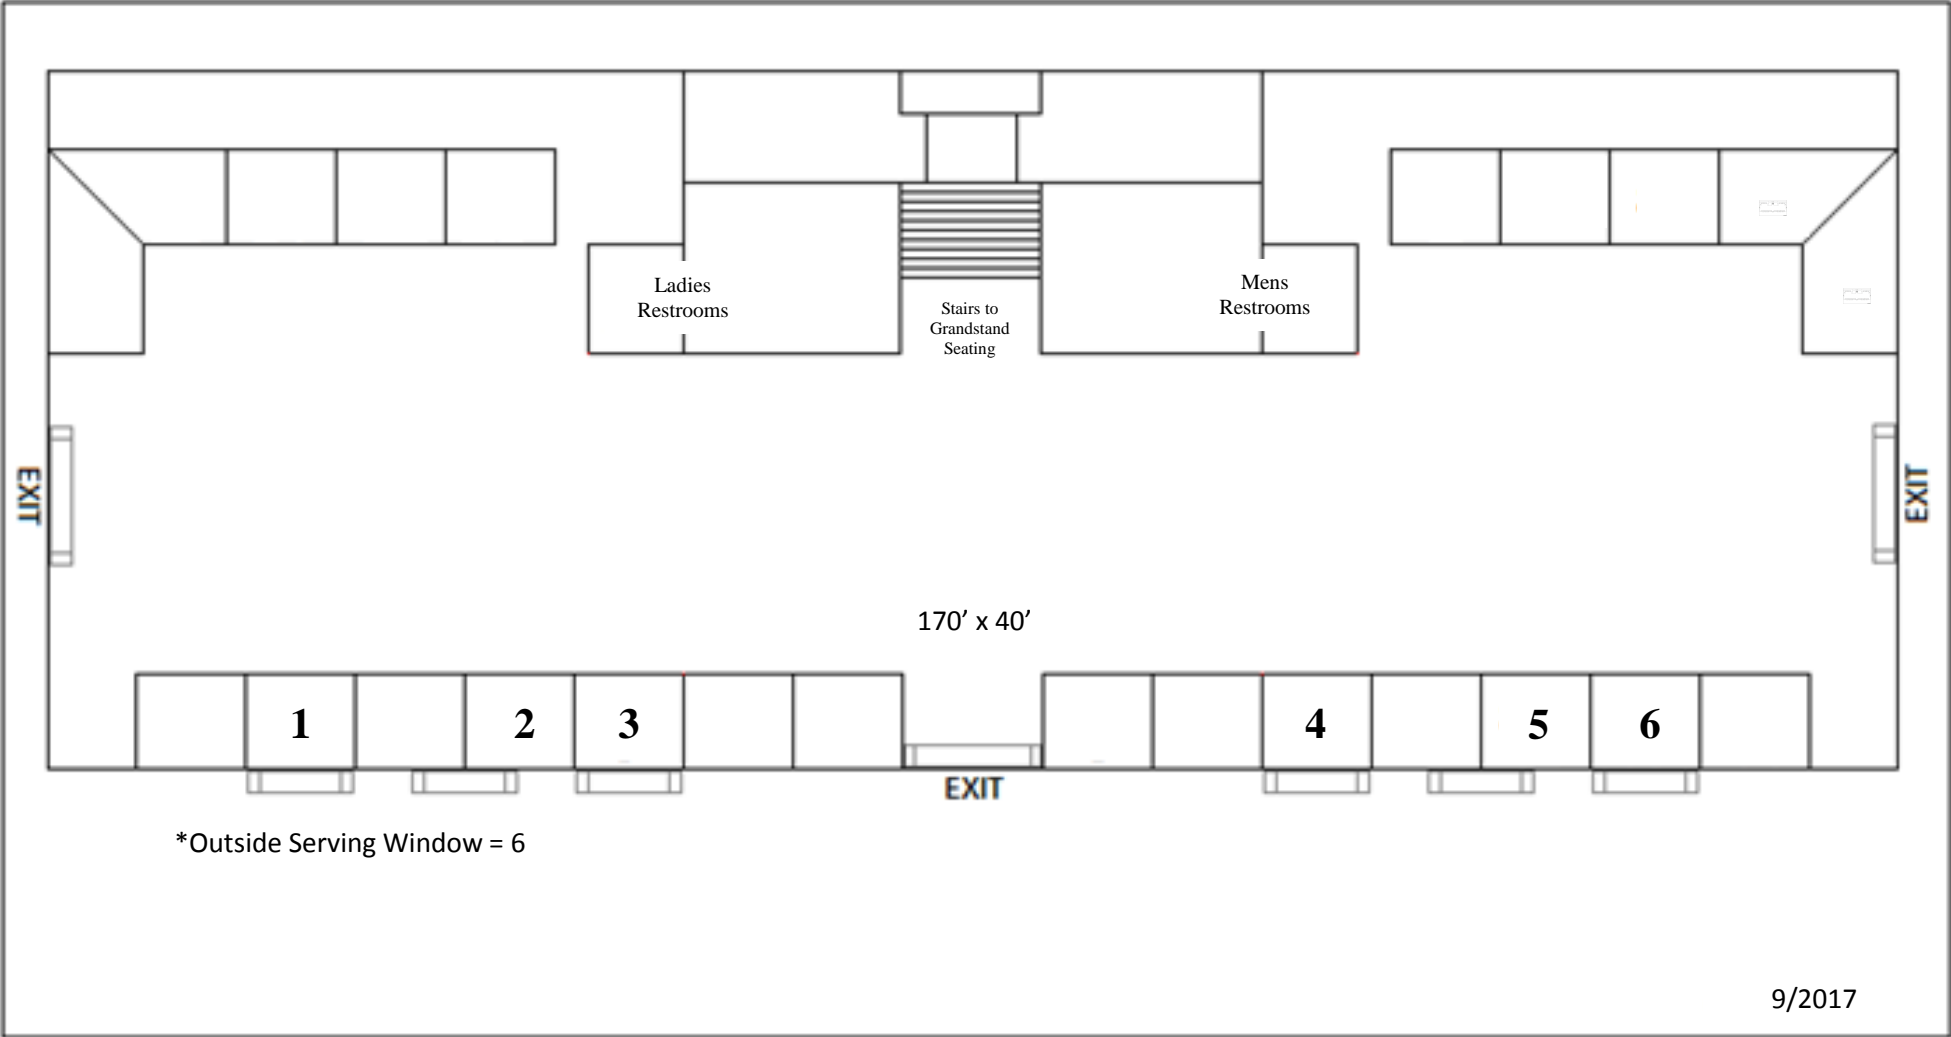 Ladies
Restrooms
Stairs to
Grandstand
Seating
Mens
Restrooms
EXIT
EXIT
170’ x 40’
1
2
3
4
5
6
EXIT
*Outside Serving Window = 6
9/2017